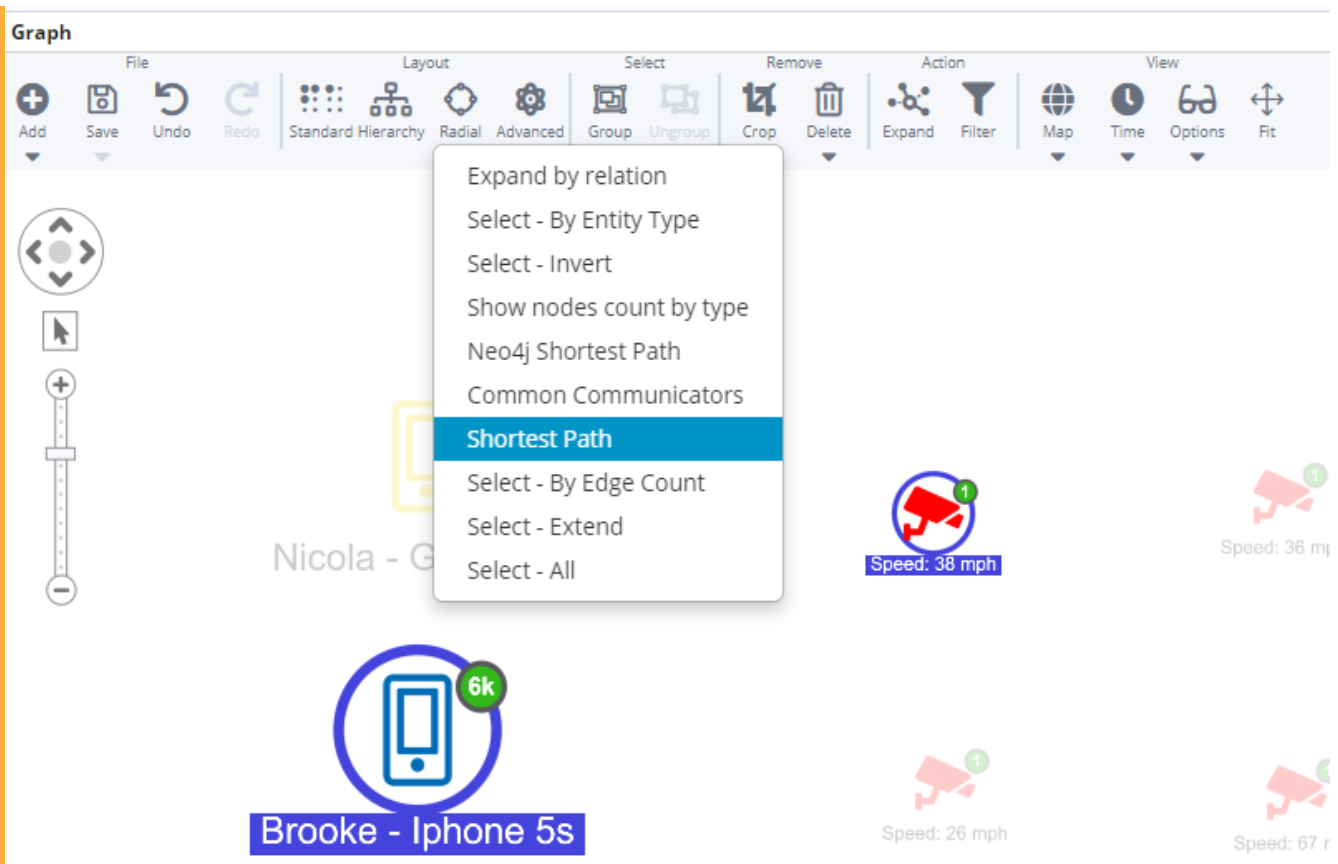 Graph
File Layout Select Remove Action View
Add Save Undo Redo Standard Hierarchy Radial Advanced Group Ungroup Crop Delete Expand Filter Map Time Options Fit
Expand by relation
Select - By Entity Type
Select - Invert
Show nodes count by type
Neo4j Shortest Path
Common Communicators
Shortest Path
Select - By Edge Count
Select - Extend
Select - All
1
1
Nicola - G
Speed: 38 mph
Speed: 36 mp
6k
Brooke - Iphone 5s
1
1
Speed: 26 mph
Speed: 67